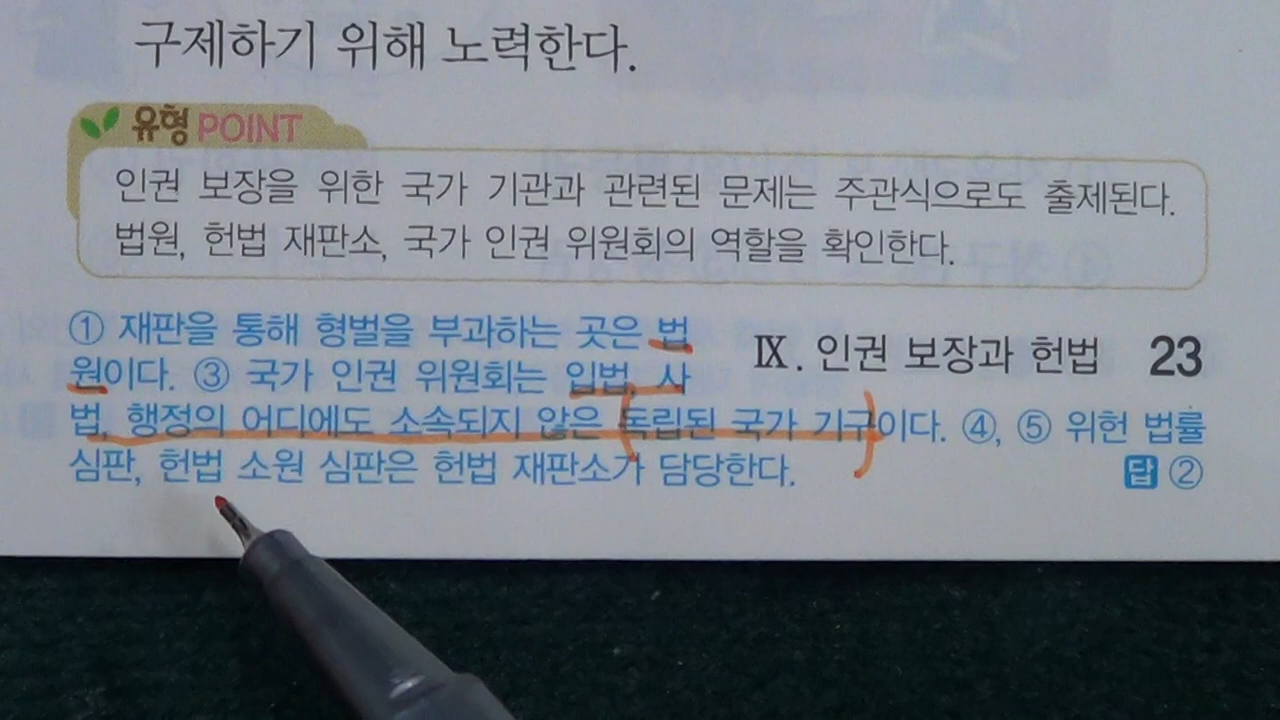 구제하기 위해 노력한다.
유형 POINT
인권 보장을 위한 국가 기관과 관련된 문제는 주관식으로도 출제된다.
법원, 헌법 재판소, 국가 인권 위원회의 역할을 확인한다.
① 재판을 통해 형벌을 부과하는 곳은 법
원이다. ③ 국가 인권 위원회는 입법, 사
법, 행정의 어디에도 소속되지 않은 독립된 국가 기구이다. ④, ⑤ 위헌 법률
심판, 헌법 소원 심판은 헌법 재판소가 담당한다.
답 ②
Ⅸ. 인권 보장과 헌법 23